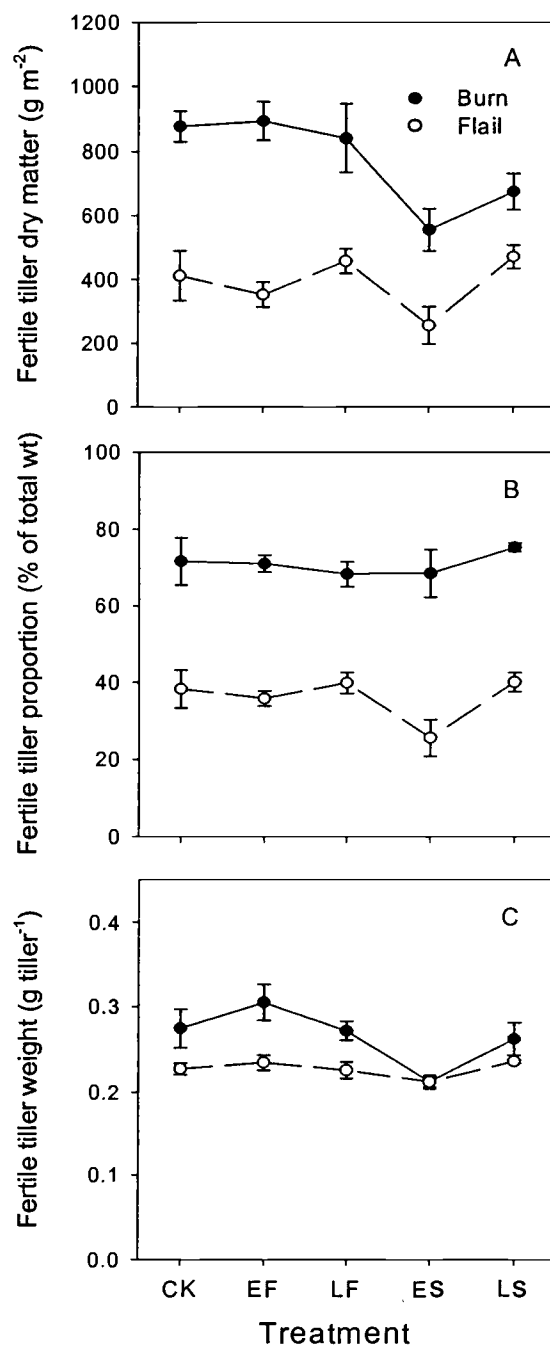 Fertile tiller dry matter (g m⁻²)
1200
1000
800
600
400
200
0
A
Burn
Flail
Fertile tiller proportion (% of total wt)
100
80
60
40
20
0
B
Fertile tiller weight (g tiller⁻¹)
0.4
0.3
0.2
0.1
0.0
C
CK EF LF ES LS
Treatment